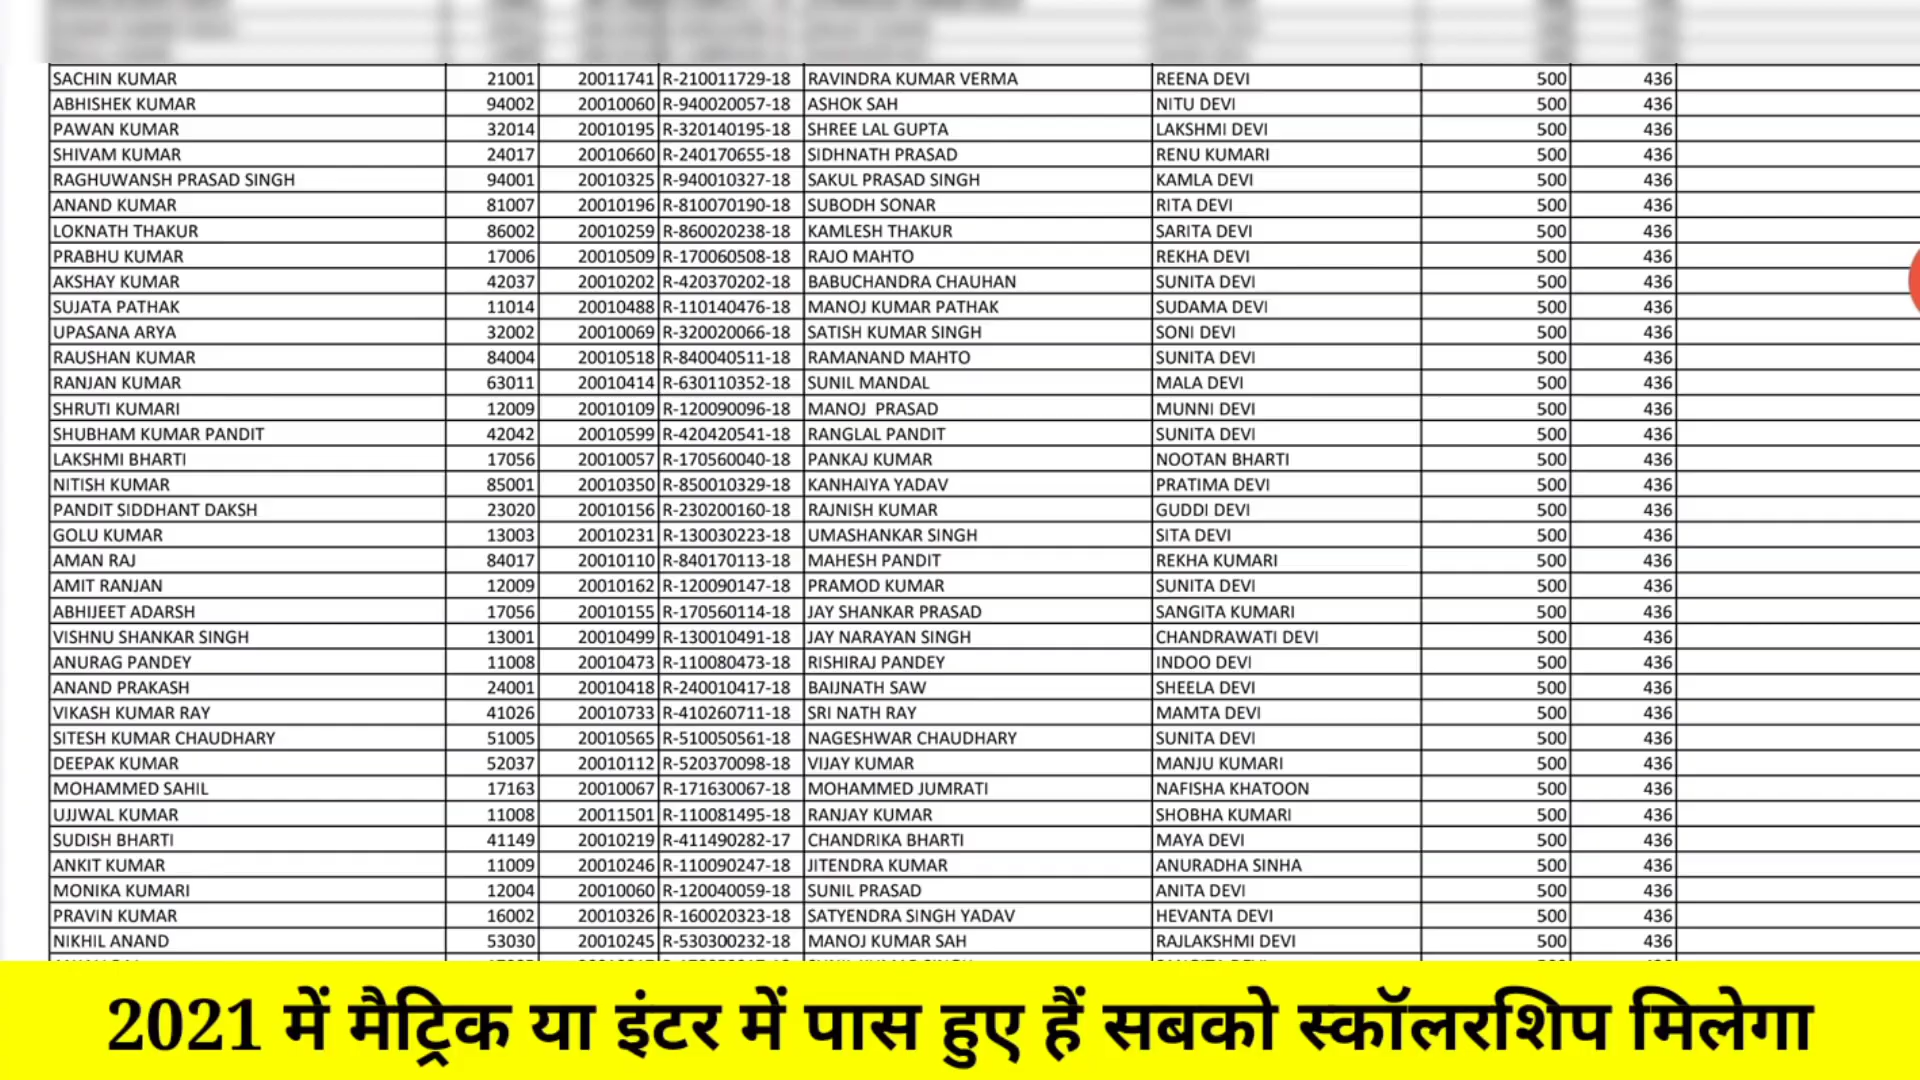 SACHIN KUMAR 21001 20011741 R-210011729-18 RAVINDRA KUMAR VERMA REENA DEVI 500 436
ABHISHEK KUMAR 94002 20010060 R-940020057-18 ASHOK SAH NITU DEVI 500 436
PAWAN KUMAR 32014 20010195 R-320140195-18 SHREE LAL GUPTA LAKSHMI DEVI 500 436
SHIVAM KUMAR 24017 20010660 R-240170655-18 SIDHNATH PRASAD RENU KUMARI 500 436
RAGHUWANSH PRASAD SINGH 94001 20010325 R-940010327-18 SAKUL PRASAD SINGH KAMLA DEVI 500 436
ANAND KUMAR 81007 20010196 R-810070190-18 SUBODH SONAR RITA DEVI 500 436
LOKNATH THAKUR 86002 20010259 R-860020238-18 KAMLESH THAKUR SARITA DEVI 500 436
PRABHU KUMAR 17006 20010509 R-170060508-18 RAJO MAHTO REKHA DEVI 500 436
AKSHAY KUMAR 42037 20010202 R-420370202-18 BABUCHANDRA CHAUHAN SUNITA DEVI 500 436
SUJATA PATHAK 11014 20010488 R-110140476-18 MANOJ KUMAR PATHAK SUDAMA DEVI 500 436
UPASANA ARYA 32002 20010069 R-320020066-18 SATISH KUMAR SINGH SONI DEVI 500 436
RAUSHAN KUMAR 84004 20010518 R-840040511-18 RAMANAND MAHTO SUNITA DEVI 500 436
RANJAN KUMAR 63011 20010414 R-630110352-18 SUNIL MANDAL MALA DEVI 500 436
SHRUTI KUMARI 12009 20010109 R-120090096-18 MANOJ PRASAD MUNNI DEVI 500 436
SHUBHAM KUMAR PANDIT 42042 20010599 R-420420541-18 RANGLAL PANDIT SUNITA DEVI 500 436
LAKSHMI BHARTI 17056 20010057 R-170560040-18 PANKAJ KUMAR NOOTAN BHARTI 500 436
NITISH KUMAR 85001 20010350 R-850010329-18 KANHAIYA YADAV PRATIMA DEVI 500 436
PANDIT SIDDHANT DAKSH 23020 20010156 R-230200160-18 RAJNISH KUMAR GUDDI DEVI 500 436
GOLU KUMAR 13003 20010231 R-130030223-18 UMASHANKAR SINGH SITA DEVI 500 436
AMAN RAJ 84017 20010110 R-840170113-18 MAHESH PANDIT REKHA KUMARI 500 436
AMIT RANJAN 12009 20010162 R-120090147-18 PRAMOD KUMAR SUNITA DEVI 500 436
ABHIJEET ADARSH 17056 20010155 R-170560114-18 JAY SHANKAR PRASAD SANGITA KUMARI 500 436
VISHNU SHANKAR SINGH 13001 20010499 R-130010491-18 JAY NARAYAN SINGH CHANDRAWATI DEVI 500 436
ANURAG PANDEY 11008 20010473 R-110080473-18 RISHIRAJ PANDEY INDOO DEVI 500 436
ANAND PRAKASH 24001 20010418 R-240010417-18 BAIJNATH SAW SHEELA DEVI 500 436
VIKASH KUMAR RAY 41026 20010733 R-410260711-18 SRI NATH RAY MAMTA DEVI 500 436
SITESH KUMAR CHAUDHARY 51005 20010565 R-510050561-18 NAGESHWAR CHAUDHARY SUNITA DEVI 500 436
DEEPAK KUMAR 52037 20010112 R-520370098-18 VIJAY KUMAR MANJU KUMARI 500 436
MOHAMMED SAHIL 17163 20010067 R-171630067-18 MOHAMMED JUMRATI NAFISHA KHATOON 500 436
UJJWAL KUMAR 11008 20011501 R-110081495-18 RANJAY KUMAR SHOBHA KUMARI 500 436
SUDISH BHARTI 41149 20010219 R-411490282-17 CHANDRIKA BHARTI MAYA DEVI 500 436
ANKIT KUMAR 11009 20010246 R-110090247-18 JITENDRA KUMAR ANURADHA SINHA 500 436
MONIKA KUMARI 12004 20010060 R-120040059-18 SUNIL PRASAD ANITA DEVI 500 436
PRAVIN KUMAR 16002 20010326 R-160020323-18 SATYENDRA SINGH YADAV HEVANTA DEVI 500 436
NIKHIL ANAND 53030 20010245 R-530300232-18 MANOJ KUMAR SAH RAJLAKSHMI DEVI 500 436
2021 में मैट्रिक या इंटर में पास हुए हैं सबको स्कॉलरशिप मिलेगा